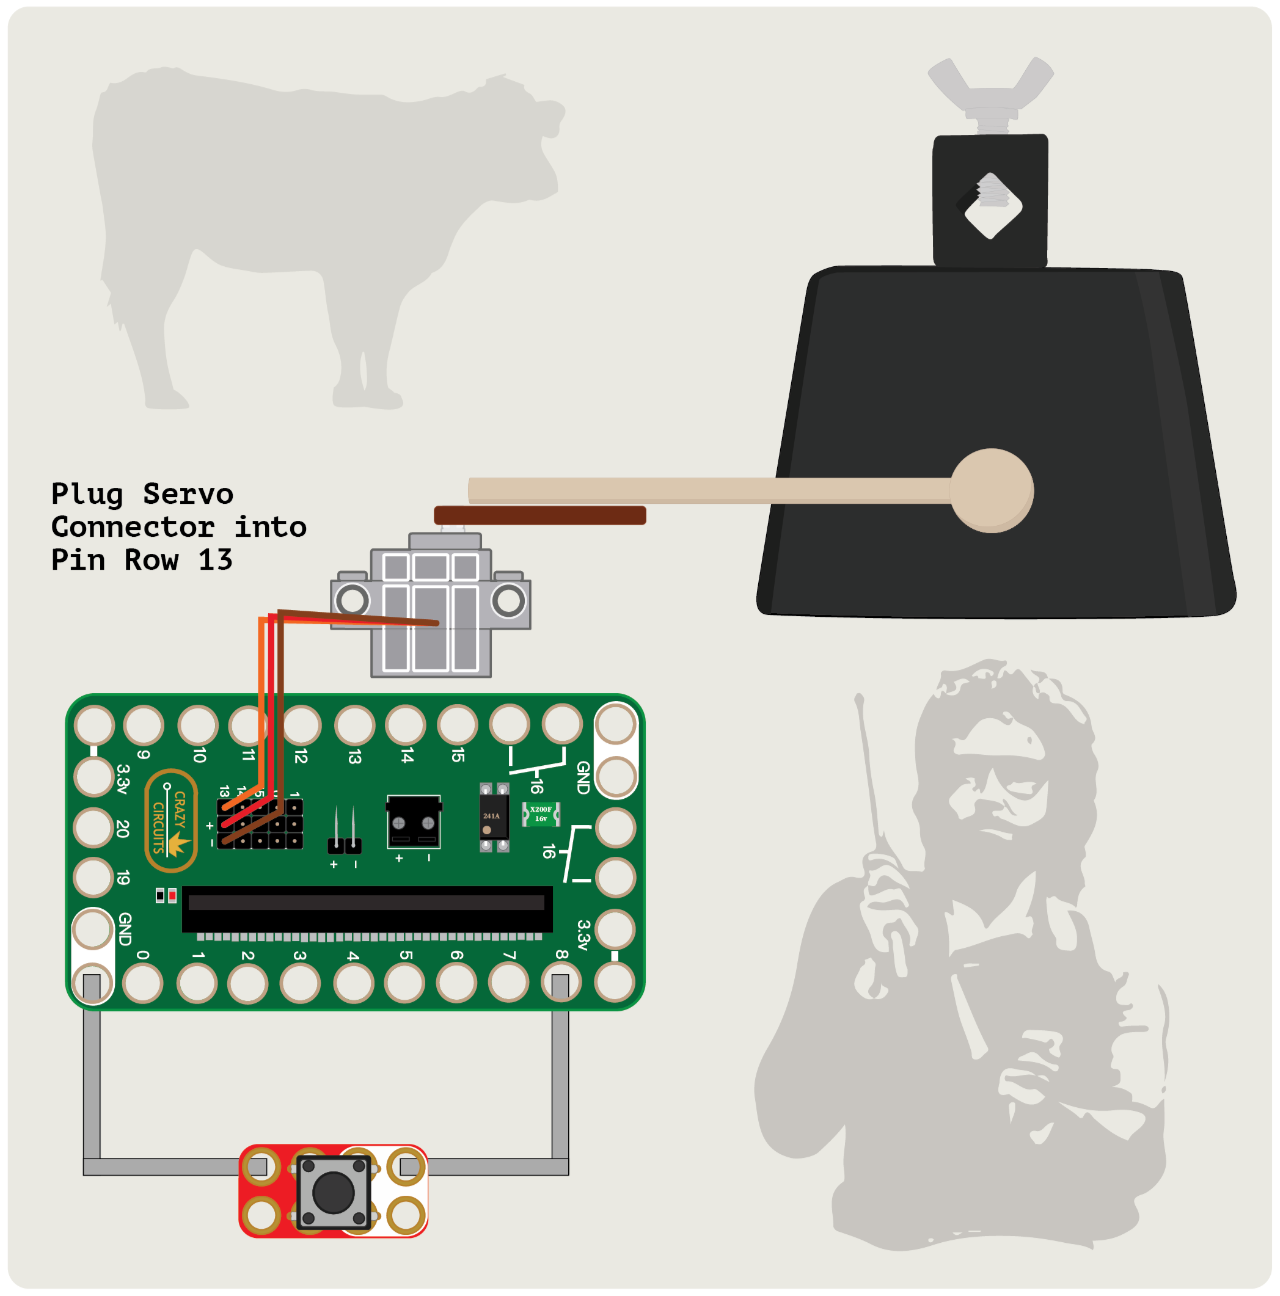 Plug Servo
Connector into
Pin Row 13
9
10
11
12
13
14
15
16
GND
3.3v
20
19
GND
CRAZY
CIRCUITS
13
14
+
-
+
-
+
-
241A
X200F
16v
16
3.3v
0
1
2
3
4
5
6
7
8